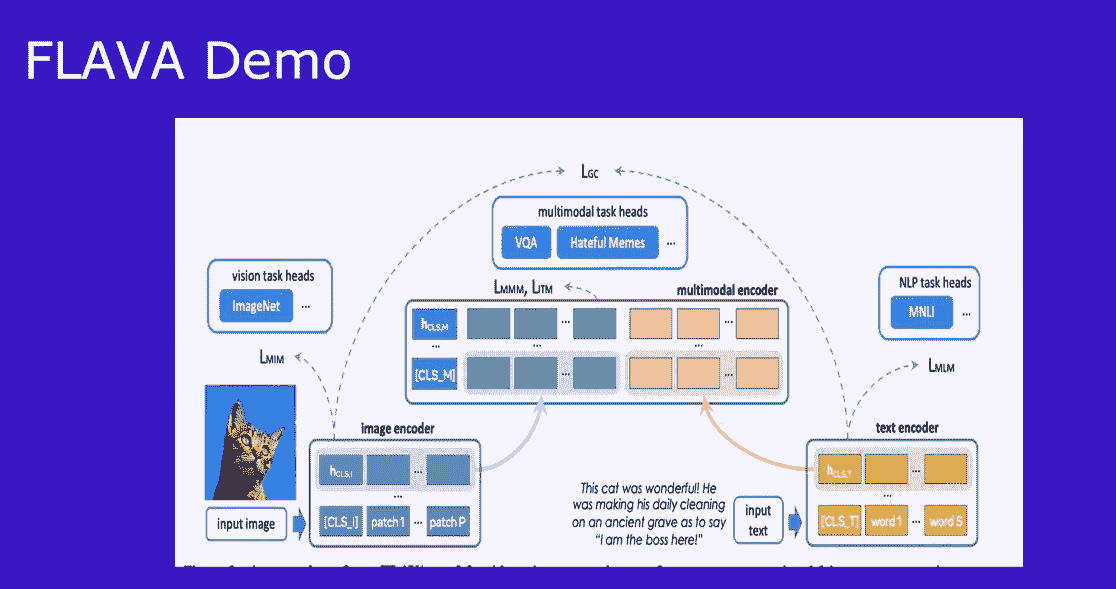 FLAVA Demo
LGC
multimodal task heads
VQA
Hateful Memes
...
vision task heads
ImageNet
...
NLP task heads
MNLI
...
LMMM, LITM
multimodal encoder
hCLS,M
...
...
...
...
...
[CLS_M]
...
...
LMIM
LMLM
image encoder
text encoder
hCLS,I
...
...
[CLS_I]
patch 1
...
patch P
input image
This cat was wonderful! He
was making his daily cleaning
on an ancient grave as to say
"I am the boss here!"
input
text
hCLS,T
...
...
[CLS_T]
word 1
...
word S